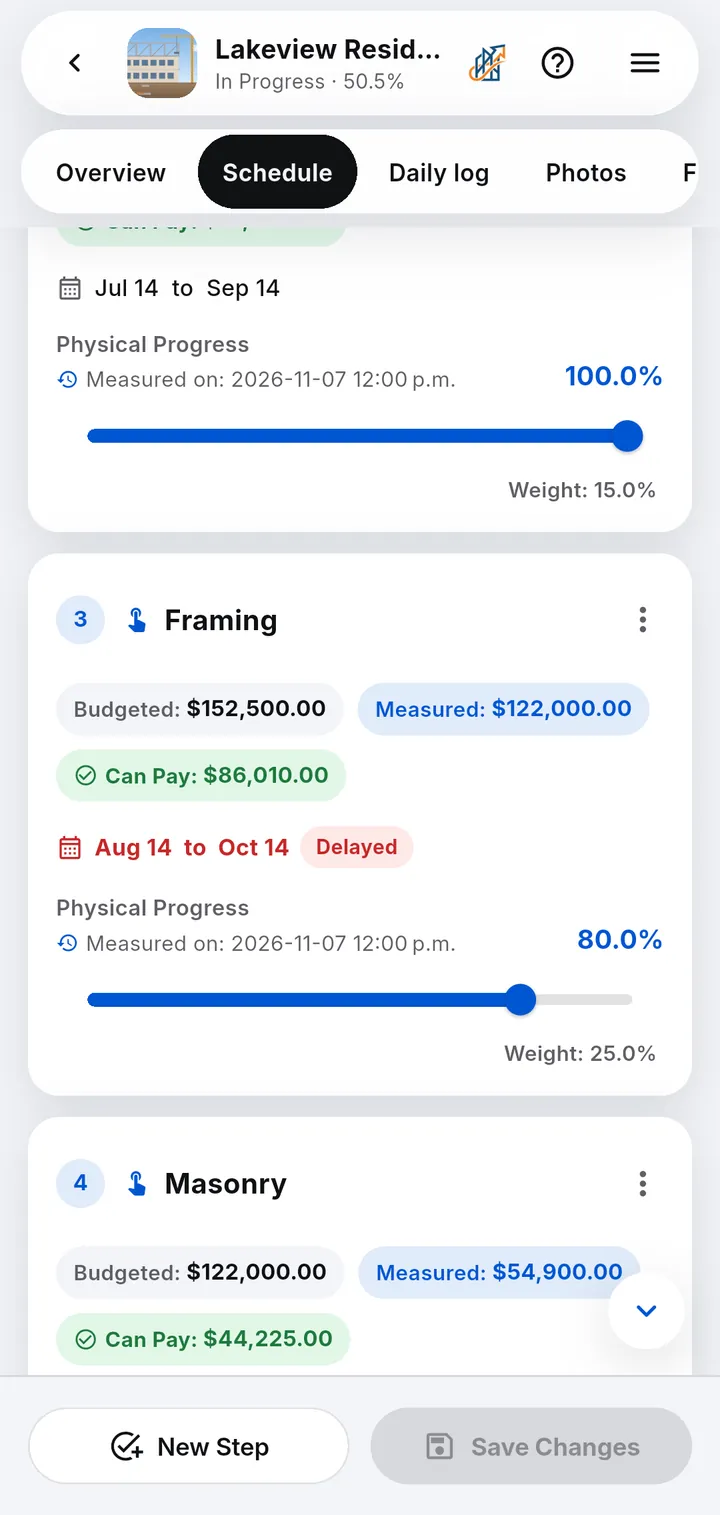 Lakeview Resid...
In Progress · 50.5%
Overview
Schedule
Daily log
Photos
F
Jul 14 to Sep 14
Physical Progress
Measured on: 2026-11-07 12:00 p.m.
100.0%
Weight: 15.0%
3
Framing
Budgeted: $152,500.00
Measured: $122,000.00
Can Pay: $86,010.00
Aug 14 to Oct 14
Delayed
Physical Progress
Measured on: 2026-11-07 12:00 p.m.
80.0%
Weight: 25.0%
4
Masonry
Budgeted: $122,000.00
Measured: $54,900.00
Can Pay: $44,225.00
New Step
Save Changes